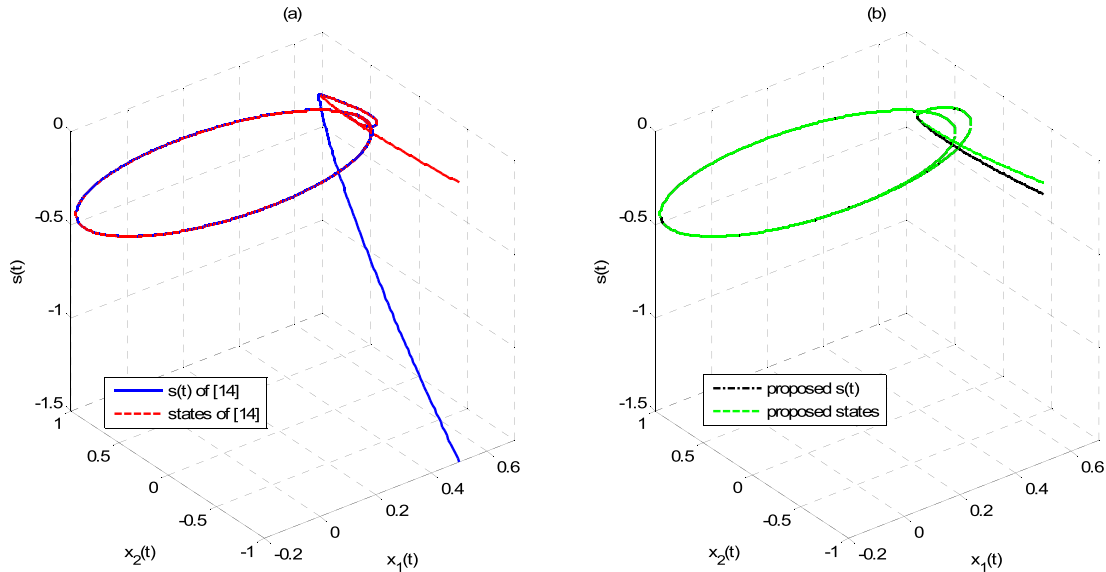 (a)
0
-0.5
-1
-1.5
s(t)
1
0.5
0
-0.5
-1
x2(t)
-0.2
0
0.2
0.4
0.6
x1(t)
s(t) of [14]
states of [14]
(b)
0
-0.5
-1
-1.5
s(t)
0.5
0
-0.5
-1
x2(t)
-0.2
0
0.2
0.4
0.6
x1(t)
proposed s(t)
proposed states